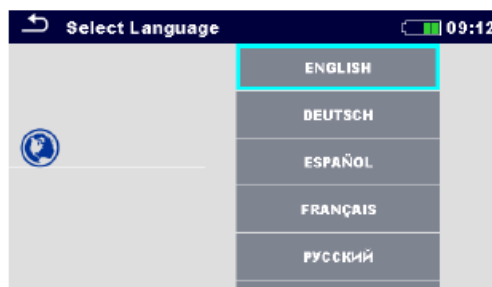 Select Language
09:12
ENGLISH
DEUTSCH
ESPAÑOL
FRANÇAIS
РУССКИЙ